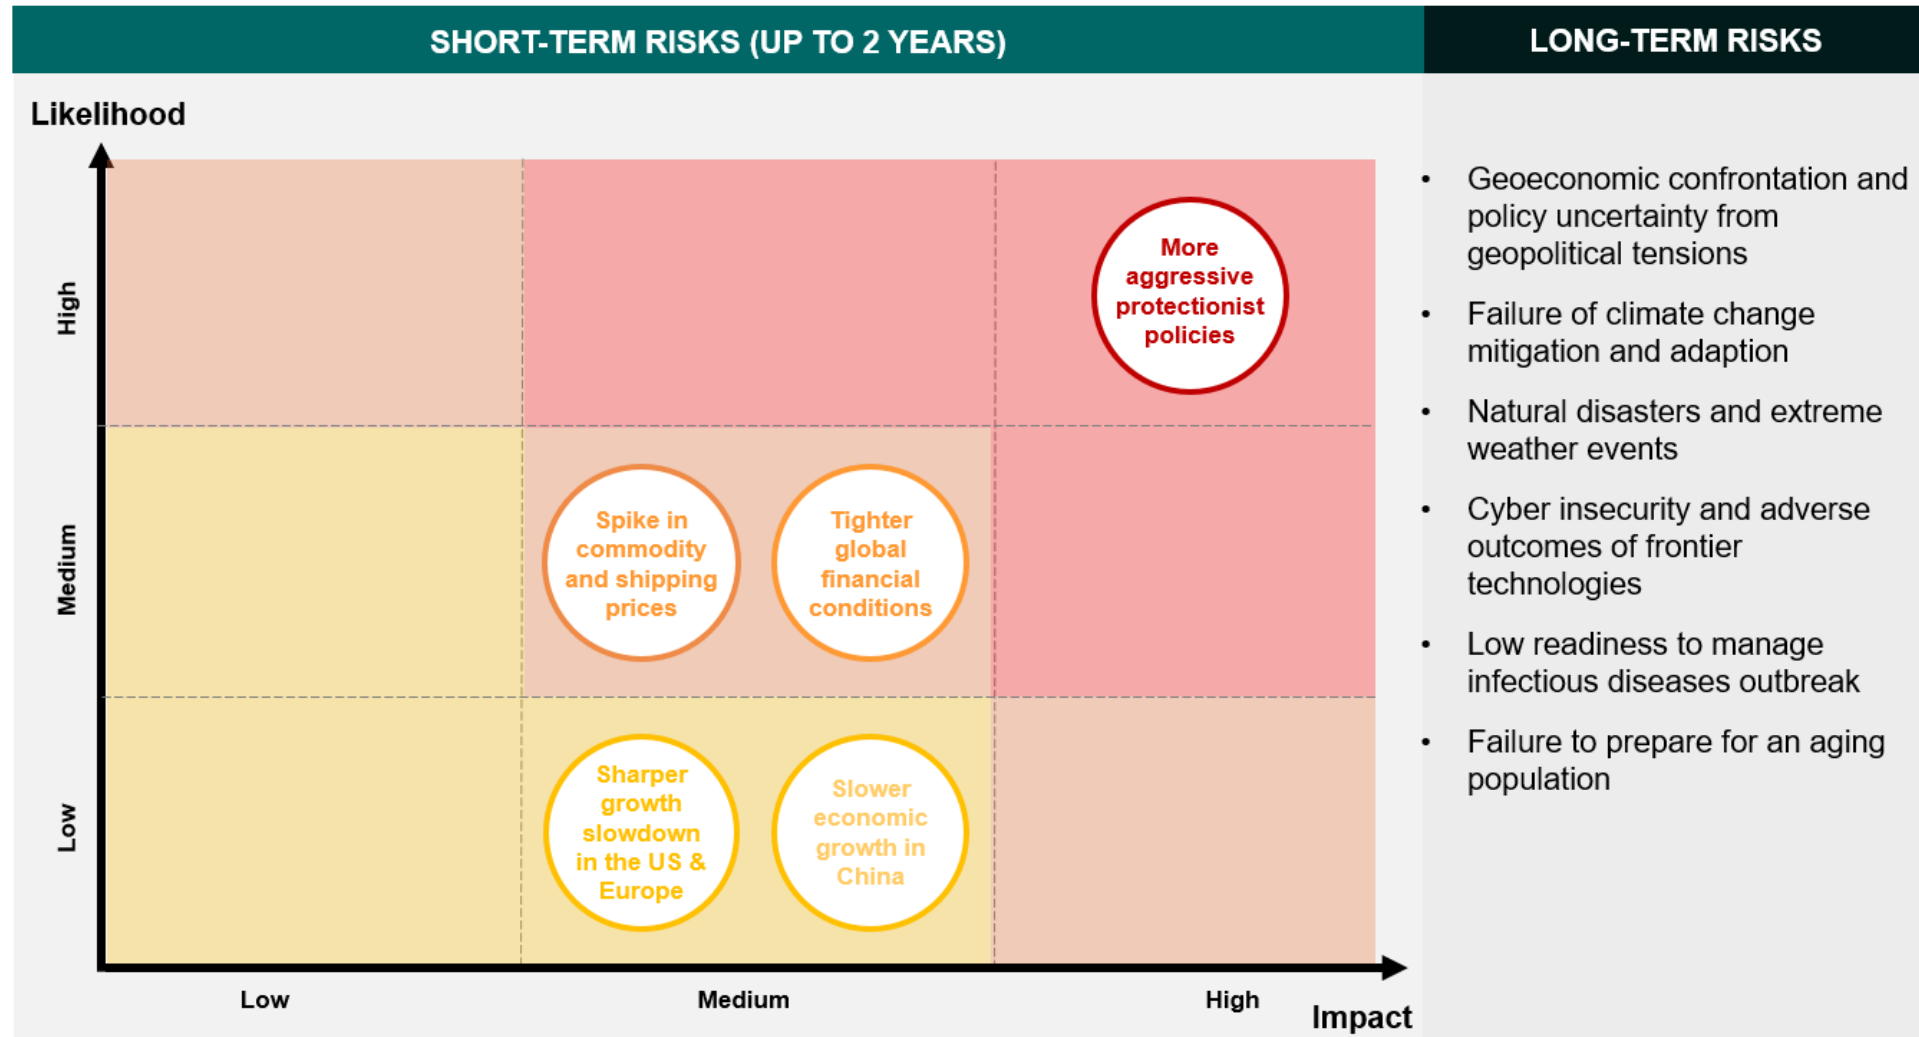 SHORT-TERM RISKS (UP TO 2 YEARS)
LONG-TERM RISKS
Likelihood
High
Medium
Low
More
aggressive
protectionist
policies
Spike in
commodity
and shipping
prices
Tighter
global
financial
conditions
Sharper
growth
slowdown
in the US &
Europe
Slower
economic
growth in
China
Low
Medium
High
Impact
• Geoeconomic confrontation and
policy uncertainty from
geopolitical tensions
• Failure of climate change
mitigation and adaption
• Natural disasters and extreme
weather events
• Cyber insecurity and adverse
outcomes of frontier
technologies
• Low readiness to manage
infectious diseases outbreak
• Failure to prepare for an aging
population